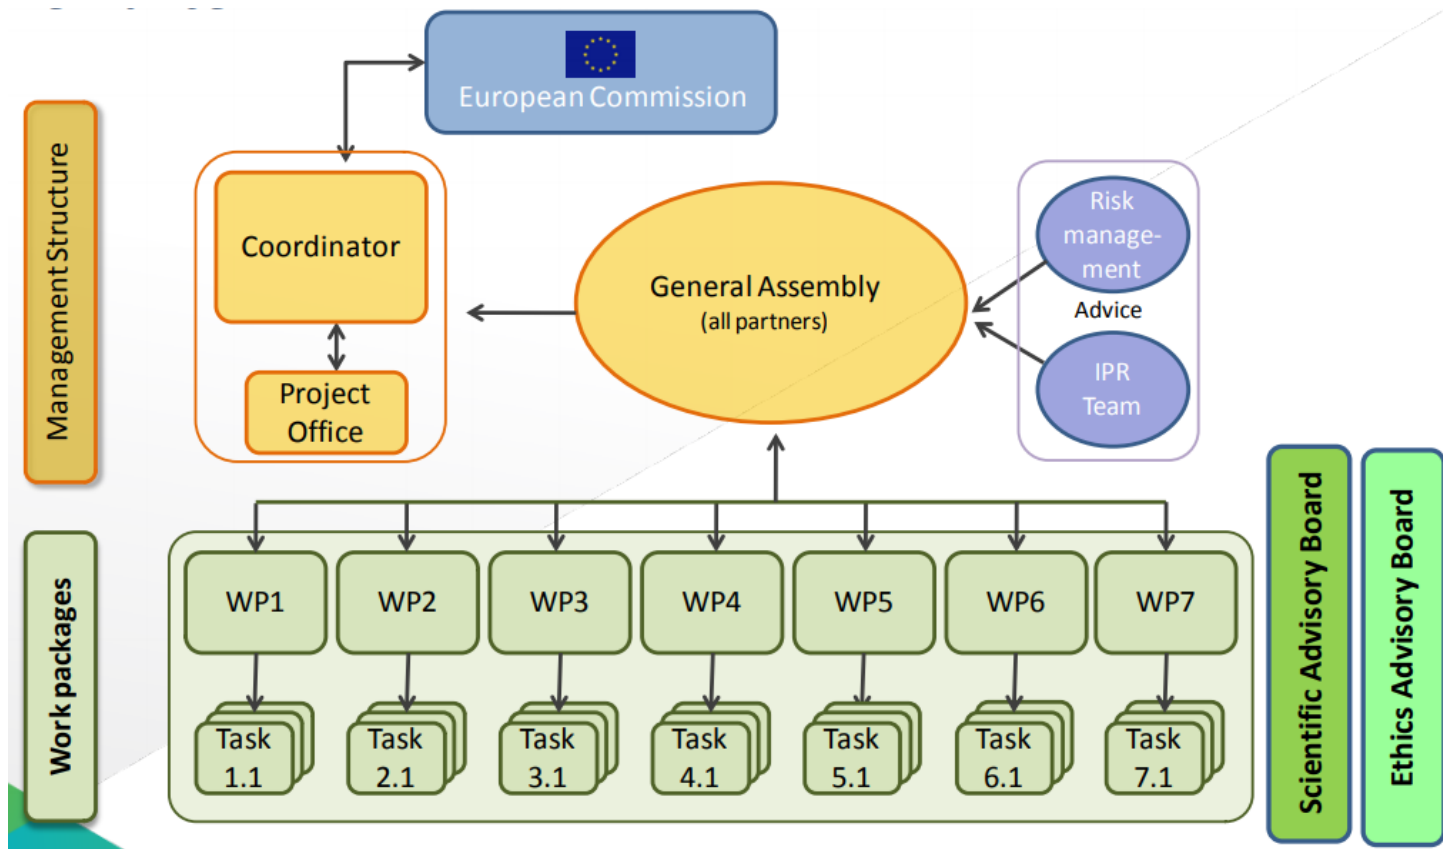 European Commission
Management Structure
Coordinator
Project
Office
General Assembly
(all partners)
Risk
manage-
ment
Advice
IPR
Team
Work packages
WP1
WP2
WP3
WP4
WP5
WP6
WP7
Task
1.1
Task
2.1
Task
3.1
Task
4.1
Task
5.1
Task
6.1
Task
7.1
Scientific Advisory Board
Ethics Advisory Board